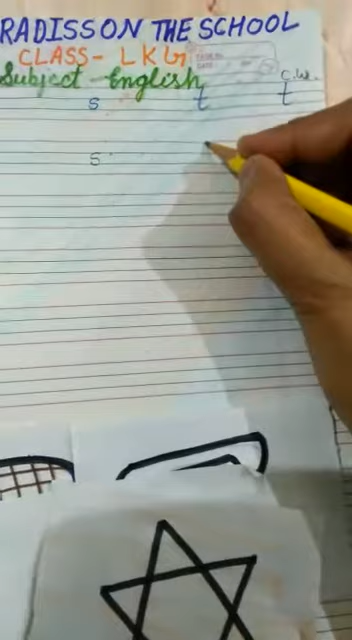 RADISSON THE SCHOOL
CLASS- LKG
Subject - English
C.W.
s t t
s